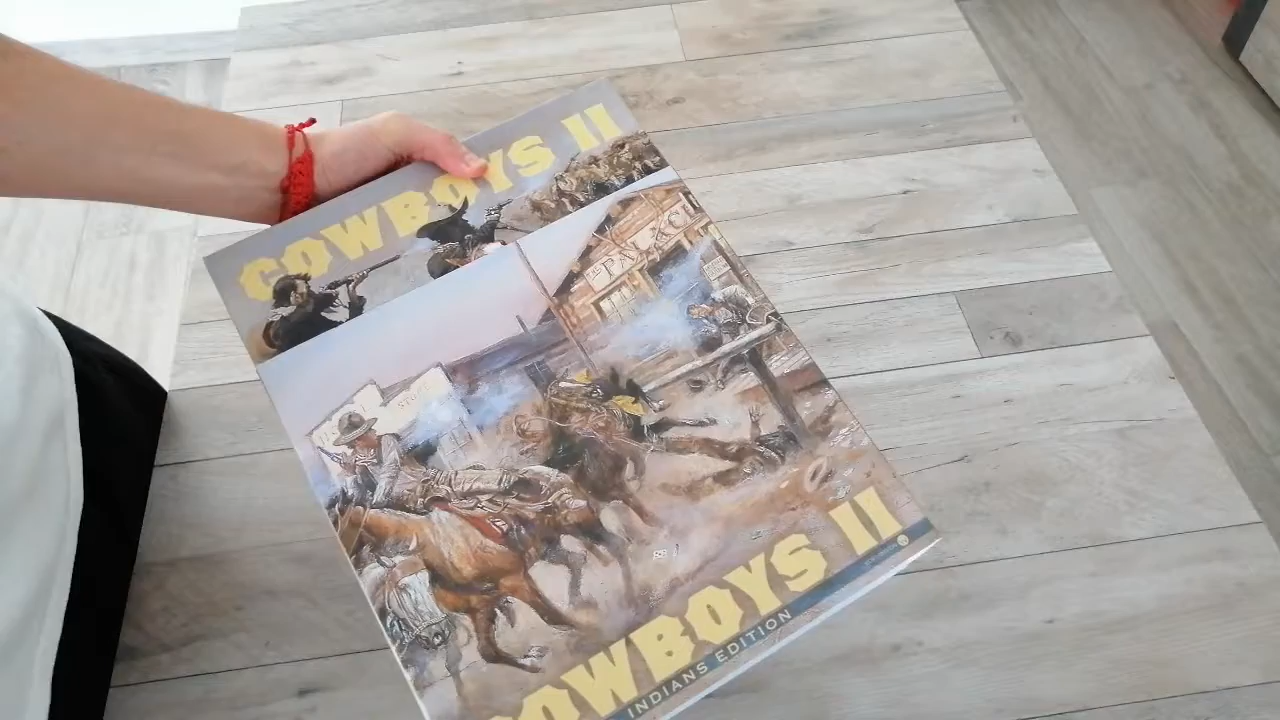 COWBOYS II
PALACE
STORE
COWBOYS II
INDIANS EDITION